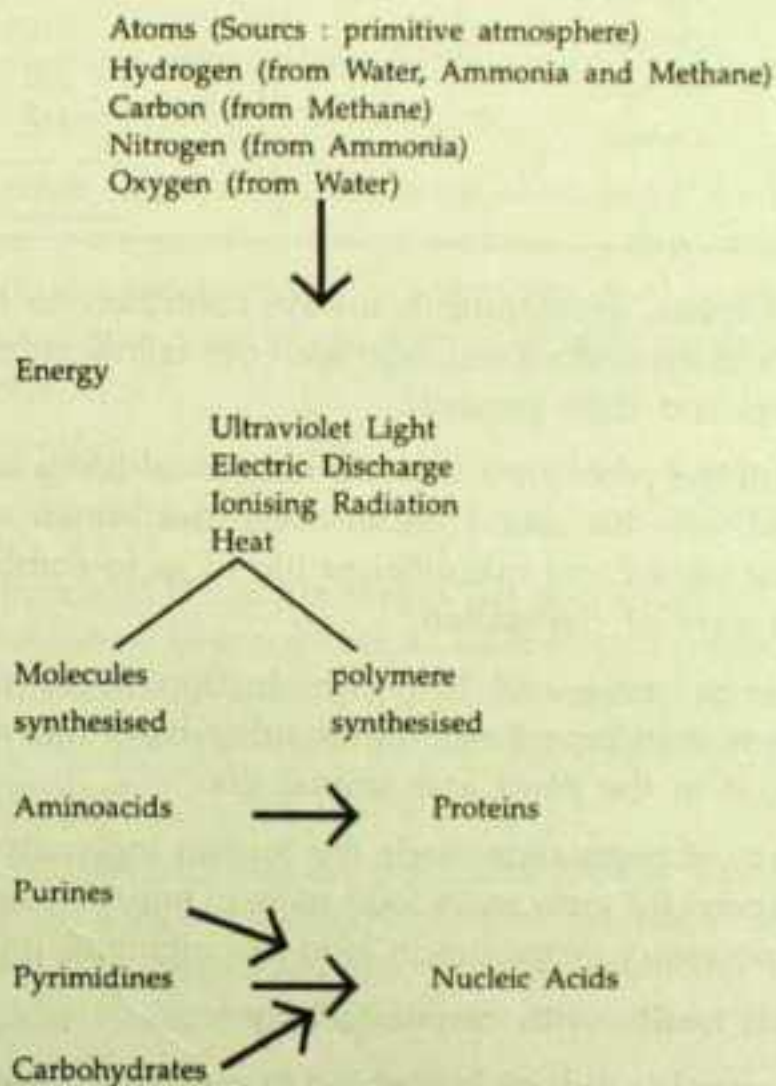 Atoms (Sourcs : primitive atmosphere)
Hydrogen (from Water, Ammonia and Methane)
Carbon (from Methane)
Nitrogen (from Ammonia)
Oxygen (from Water)
Energy
Ultraviolet Light
Electric Discharge
Ionising Radiation
Heat
Molecules polymere
synthesised synthesised
Aminoacids Proteins
Purines
Pyrimidines Nucleic Acids
Carbohydrates